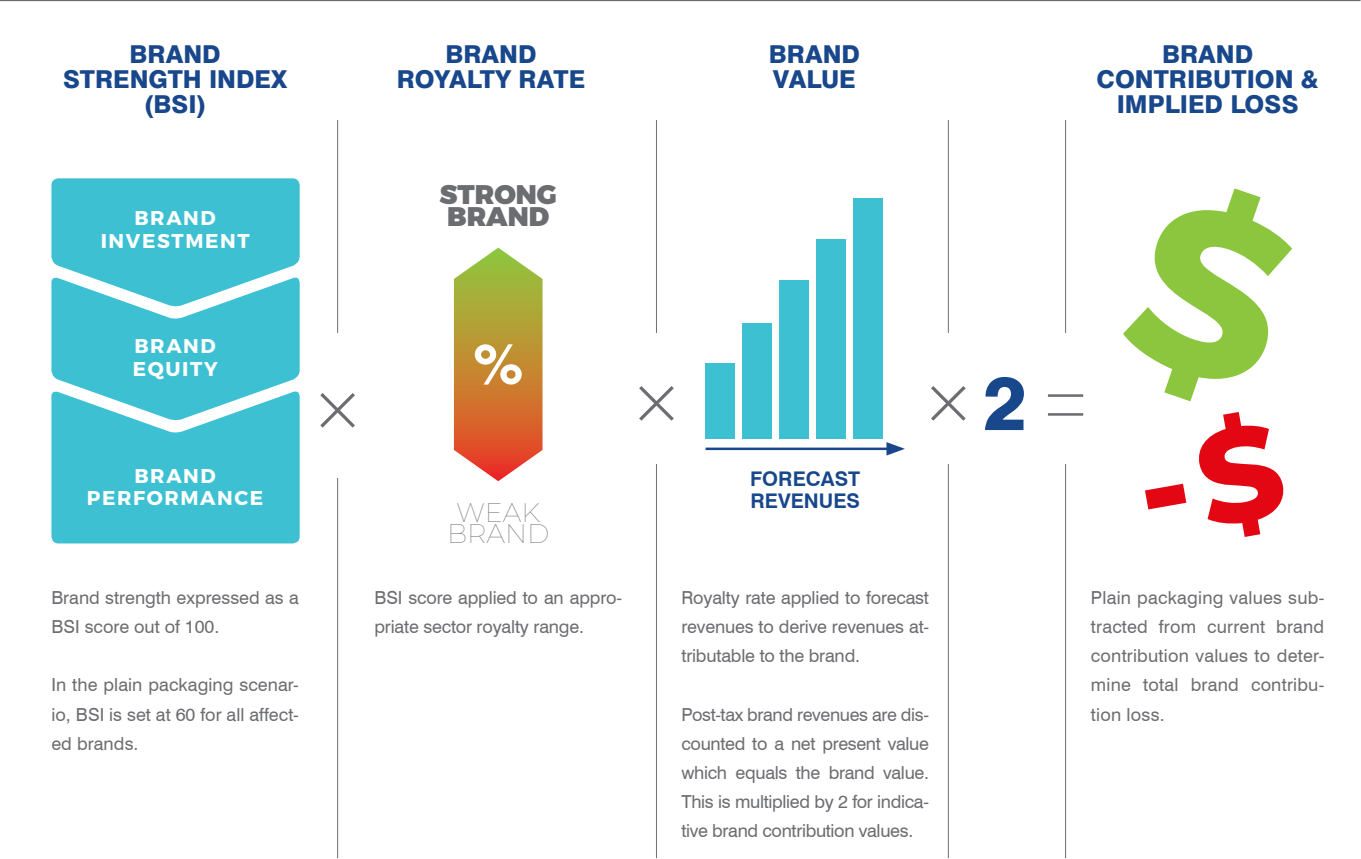 BRAND
STRENGTH INDEX
(BSI)
BRAND
INVESTMENT
BRAND
EQUITY
BRAND
PERFORMANCE
Brand strength expressed as a
BSI score out of 100.
In the plain packaging scenar-
io, BSI is set at 60 for all affect-
ed brands.
×
BRAND
ROYALTY RATE
STRONG
BRAND
%
WEAK
BRAND
BSI score applied to an appro-
priate sector royalty range.
×
BRAND
VALUE
FORECAST
REVENUES
Royalty rate applied to forecast
revenues to derive revenues at-
tributable to the brand.
Post-tax brand revenues are dis-
counted to a net present value
which equals the brand value.
This is multiplied by 2 for indica-
tive brand contribution values.
× 2 =
BRAND
CONTRIBUTION &
IMPLIED LOSS
$
-$
Plain packaging values sub-
tracted from current brand
contribution values to deter-
mine total brand contribu-
tion loss.